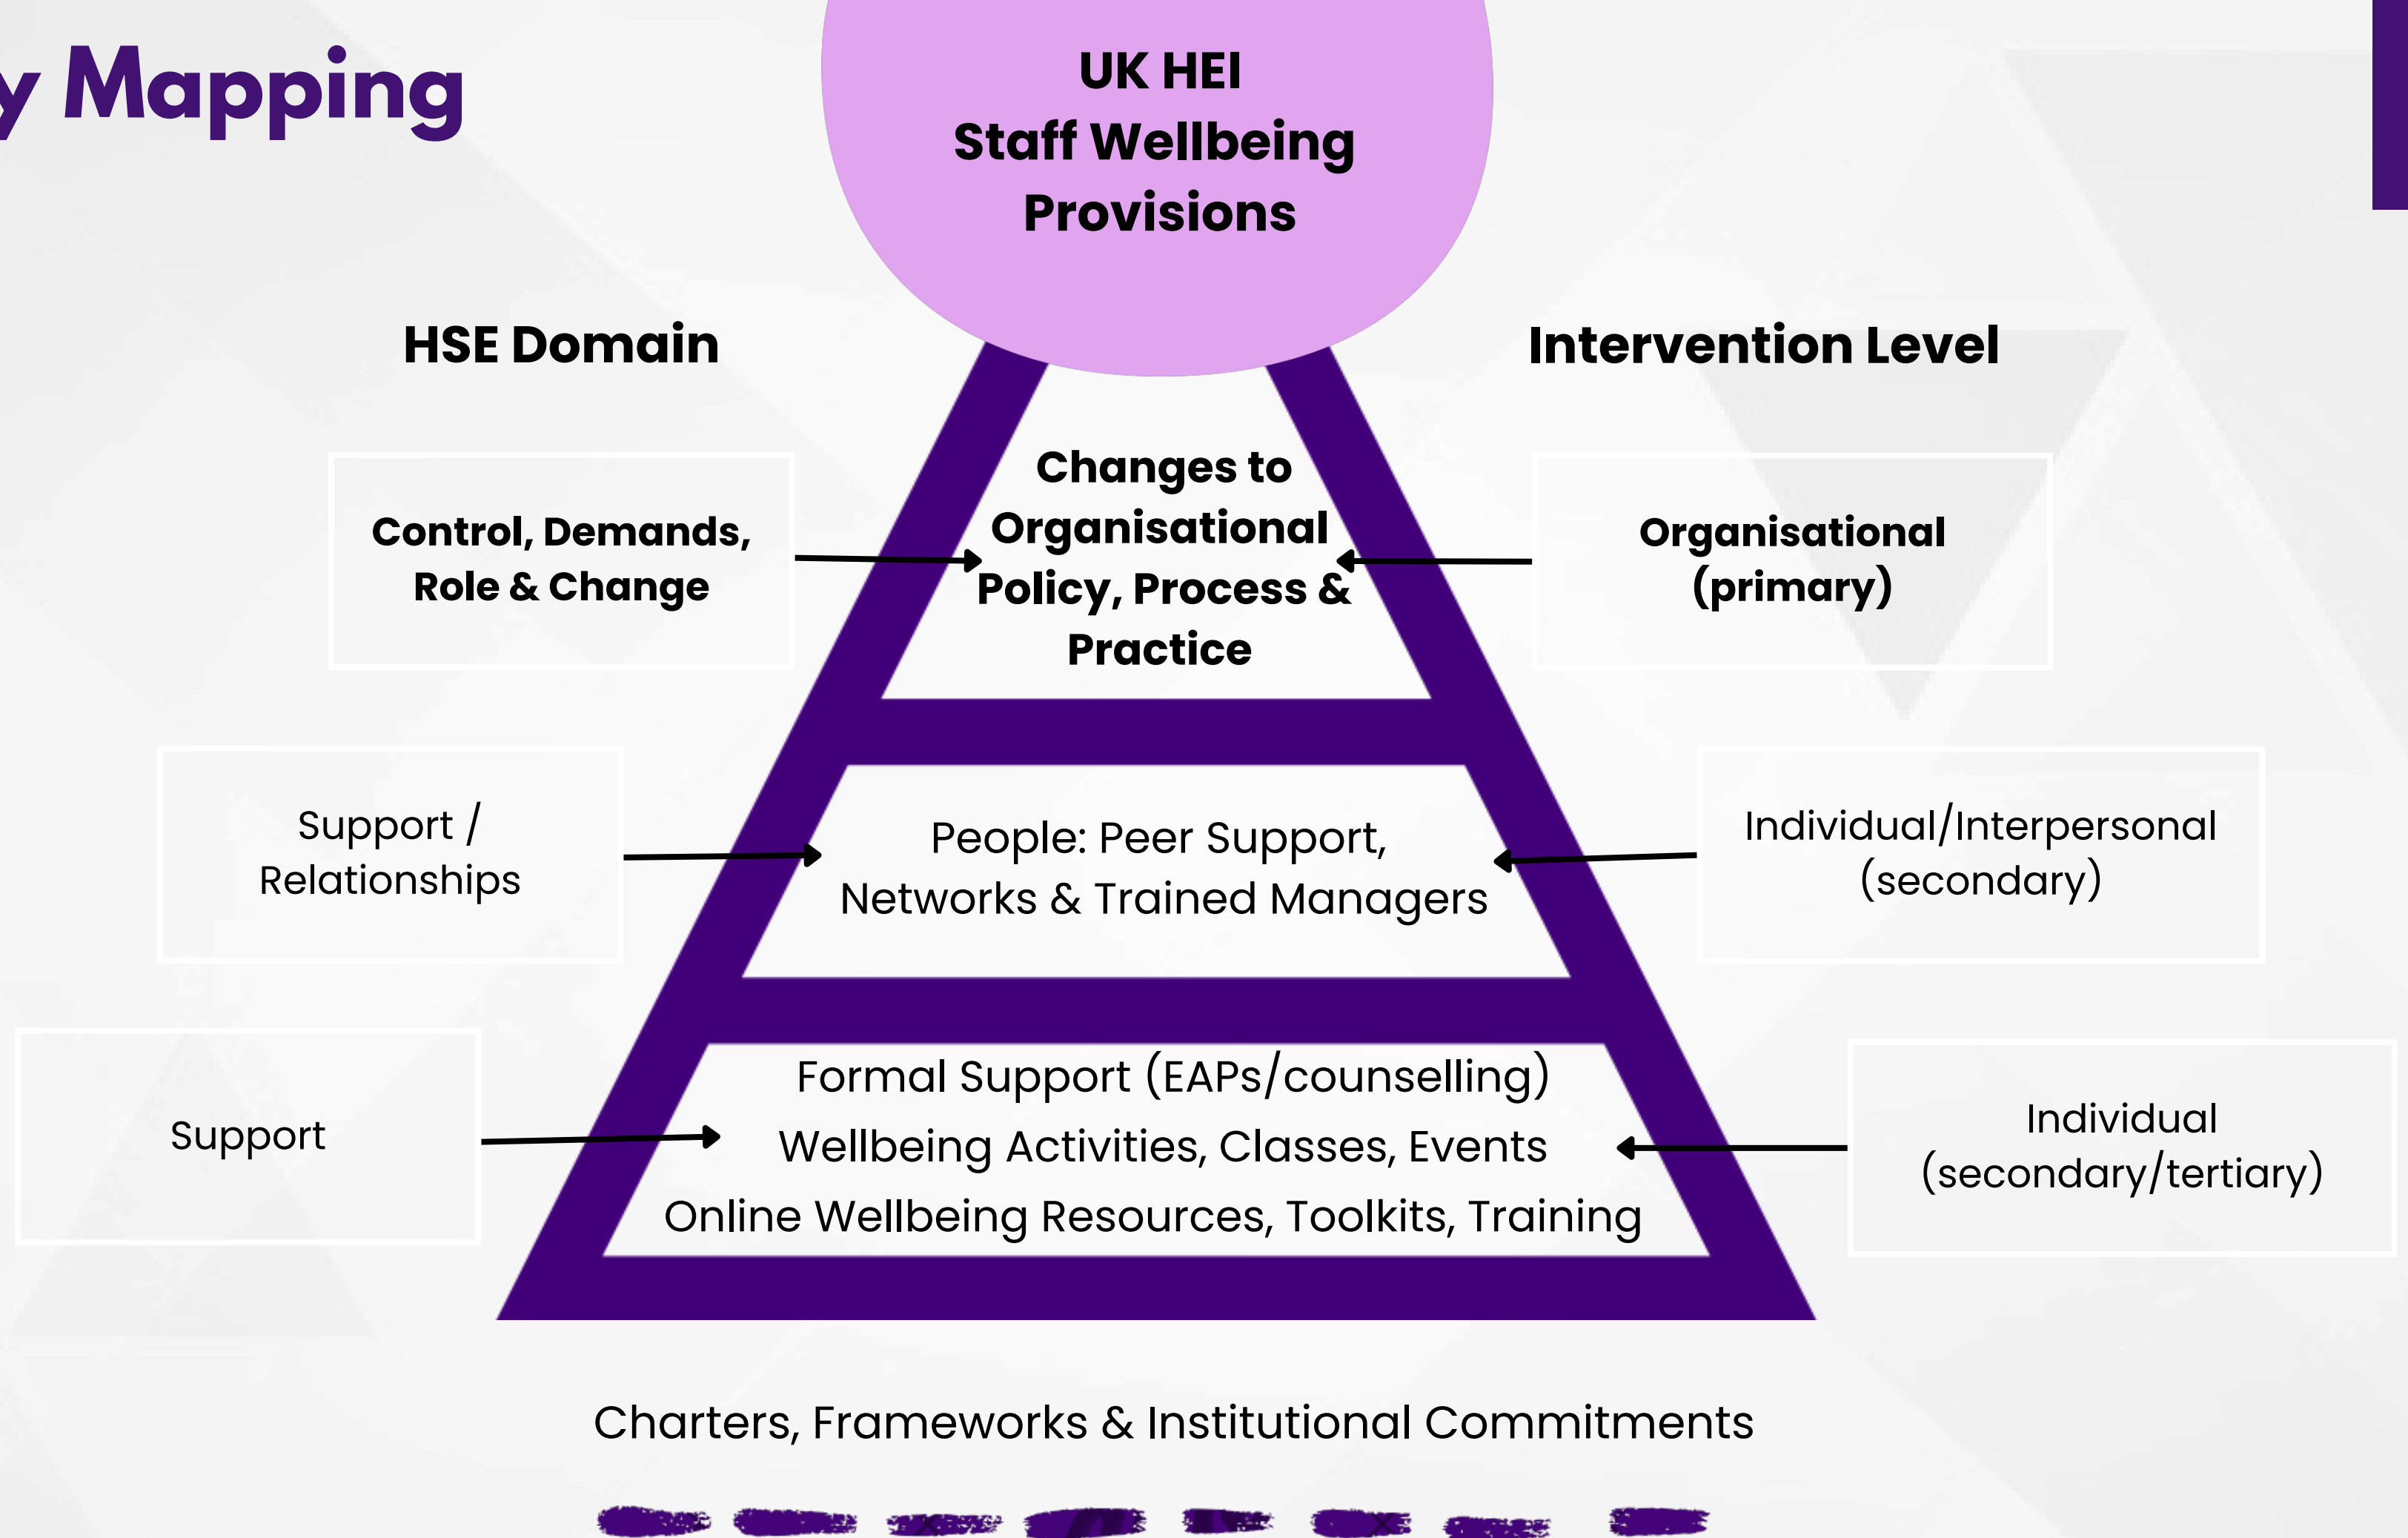 y Mapping
UK HEI
Staff Wellbeing
Provisions
HSE Domain
Intervention Level
Control, Demands,
Role & Change
Changes to
Organisational
Policy, Process &
Practice
Organisational
(primary)
Support /
Relationships
People: Peer Support,
Networks & Trained Managers
Individual/Interpersonal
(secondary)
Support
Formal Support (EAPs/counselling)
Wellbeing Activities, Classes, Events
Online Wellbeing Resources, Toolkits, Training
Individual
(secondary/tertiary)
Charters, Frameworks & Institutional Commitments